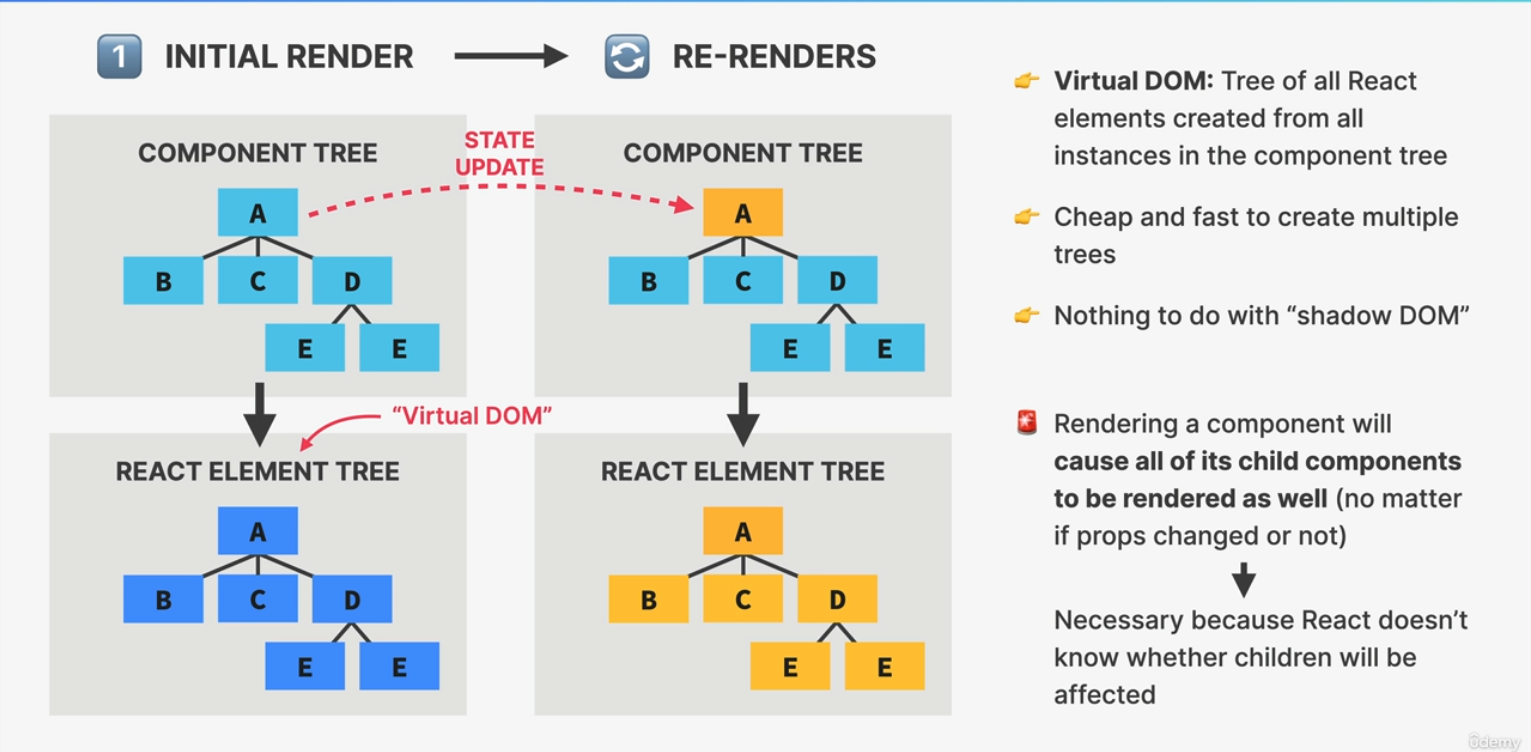 1 INITIAL RENDER
RE-RENDERS
COMPONENT TREE
A
B C D
E E
STATE
UPDATE
COMPONENT TREE
A
B C D
E E
“Virtual DOM”
REACT ELEMENT TREE
A
B C D
E E
REACT ELEMENT TREE
A
B C D
E E
Virtual DOM: Tree of all React
elements created from all
instances in the component tree
Cheap and fast to create multiple
trees
Nothing to do with “shadow DOM”
Rendering a component will
cause all of its child components
to be rendered as well (no matter
if props changed or not)
Necessary because React doesn’t
know whether children will be
affected
ûdemy